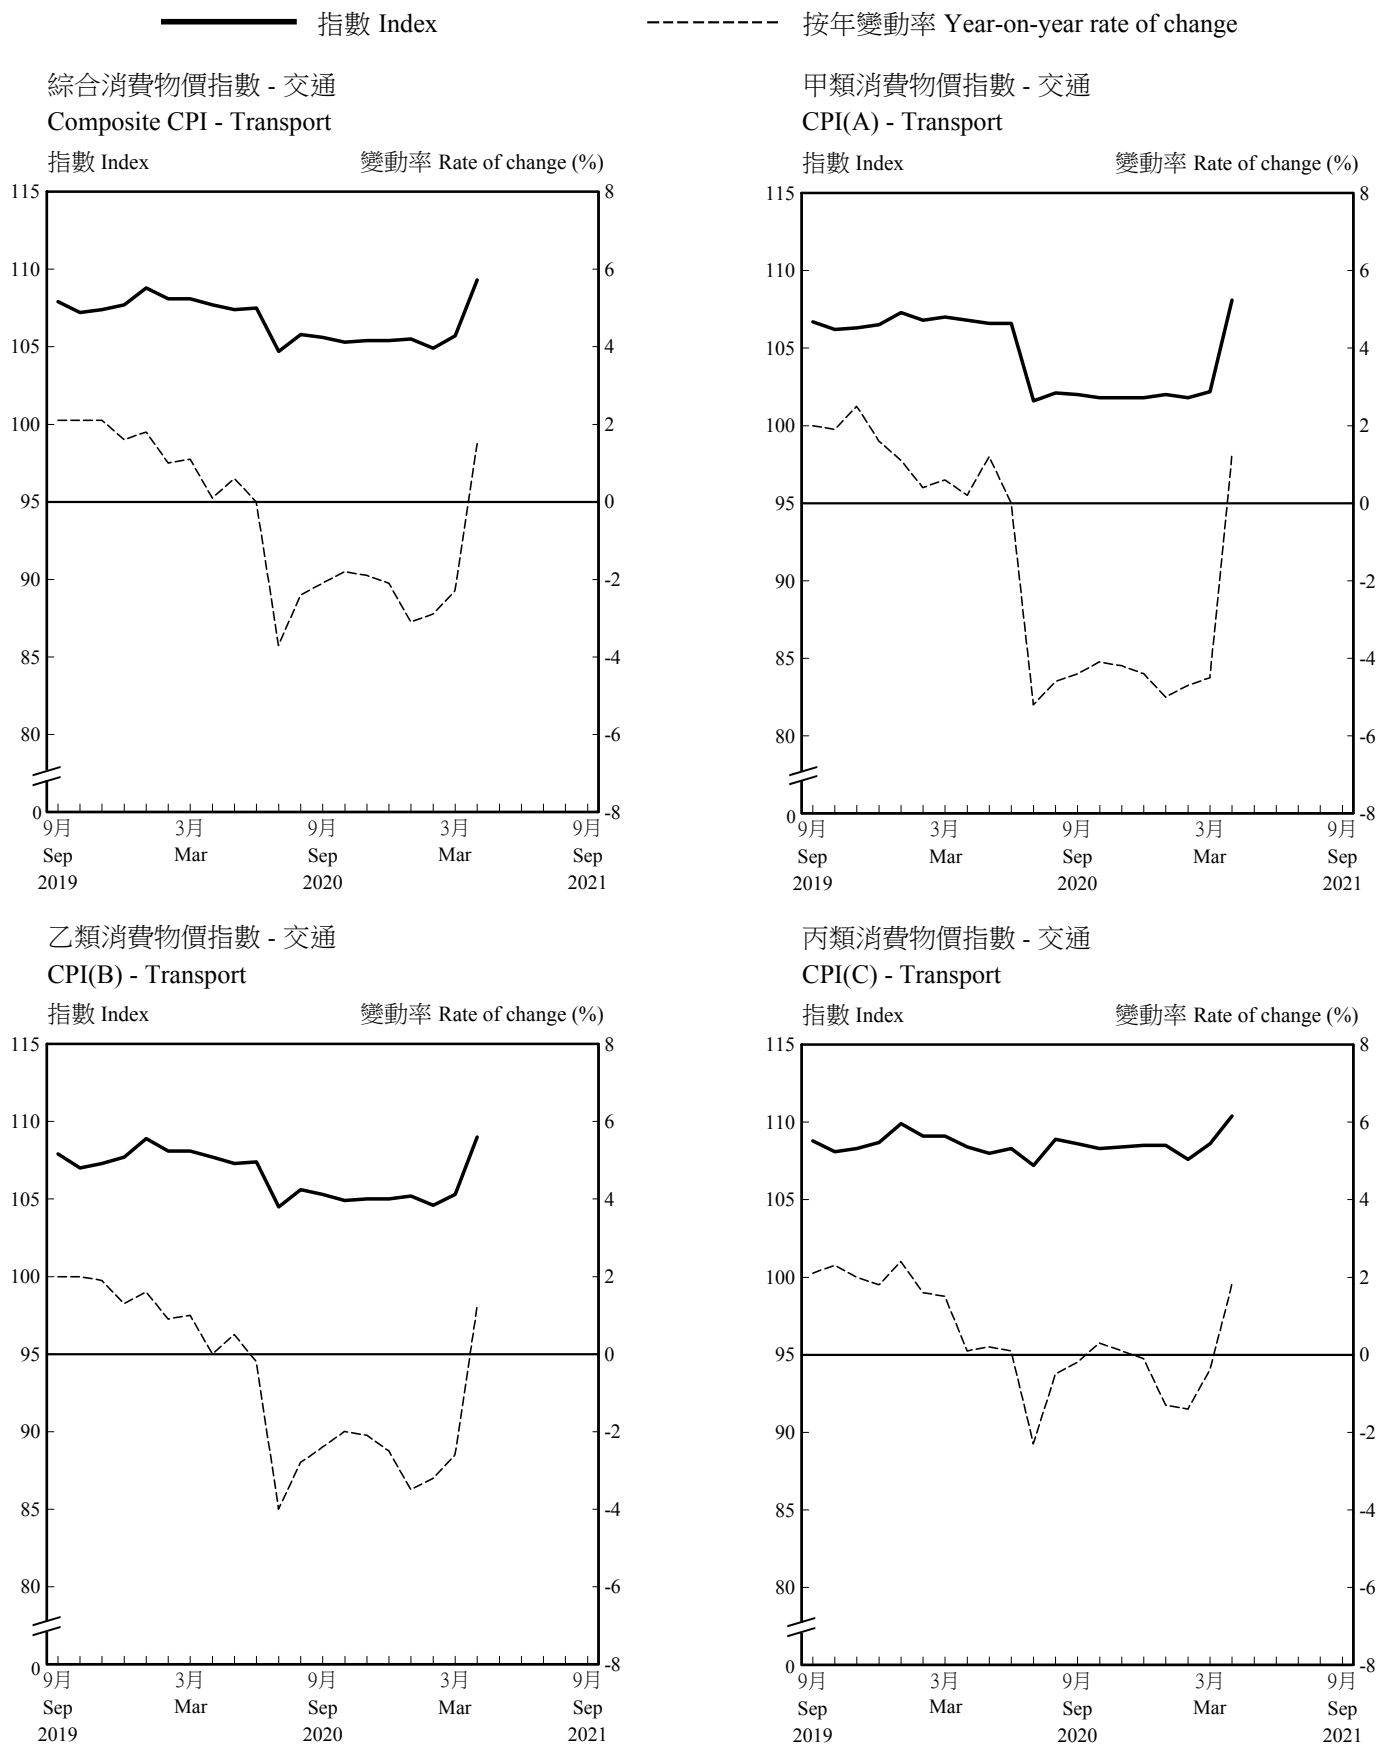 指數 Index
按年變動率 Year-on-year rate of change
綜合消費物價指數 - 交通
Composite CPI - Transport
指數 Index 變動率 Rate of change (%)
115 8
110 6
105 4
100 2
95 0
90 -2
85 -4
80 -6
0 -8
9月 3月 9月 3月 9月
Sep Mar Sep Mar Sep
2019 2020 2021
甲類消費物價指數 - 交通
CPI(A) - Transport
指數 Index 變動率 Rate of change (%)
115 8
110 6
105 4
100 2
95 0
90 -2
85 -4
80 -6
0 -8
9月 3月 9月 3月 9月
Sep Mar Sep Mar Sep
2019 2020 2021
乙類消費物價指數 - 交通
CPI(B) - Transport
指數 Index 變動率 Rate of change (%)
115 8
110 6
105 4
100 2
95 0
90 -2
85 -4
80 -6
0 -8
9月 3月 9月 3月 9月
Sep Mar Sep Mar Sep
2019 2020 2021
丙類消費物價指數 - 交通
CPI(C) - Transport
指數 Index 變動率 Rate of change (%)
115 8
110 6
105 4
100 2
95 0
90 -2
85 -4
80 -6
0 -8
9月 3月 9月 3月 9月
Sep Mar Sep Mar Sep
2019 2020 2021